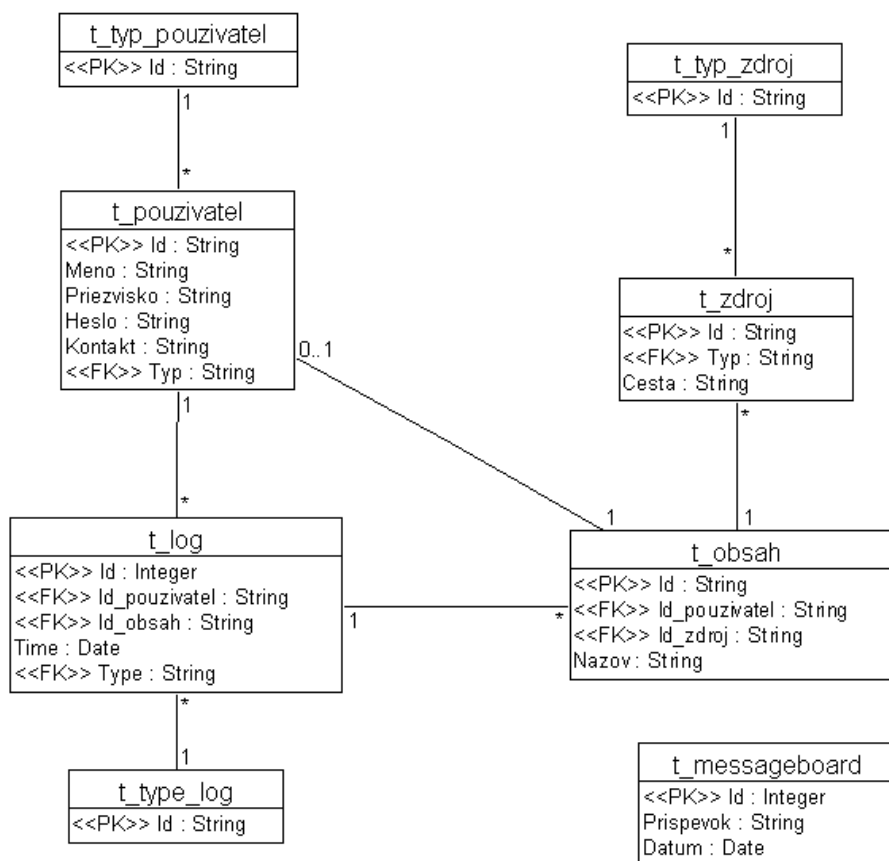 t_typ_pouzivatel
<<PK>> Id : String
1
*
t_pouzivatel
<<PK>> Id : String
Meno : String
Priezvisko : String
Heslo : String
Kontakt : String
<<FK>> Typ : String
0..1
1
*
t_log
<<PK>> Id : Integer
<<FK>> Id_pouzivatel : String
<<FK>> Id_obsah : String
Time : Date
<<FK>> Type : String
1
*
*
1
t_type_log
<<PK>> Id : String
t_typ_zdroj
<<PK>> Id : String
1
*
t_zdroj
<<PK>> Id : String
<<FK>> Typ : String
Cesta : String
*
1
1
t_obsah
<<PK>> Id : String
<<FK>> Id_pouzivatel : String
<<FK>> Id_zdroj : String
Nazov : String
t_messageboard
<<PK>> Id : Integer
Prispevok : String
Datum : Date